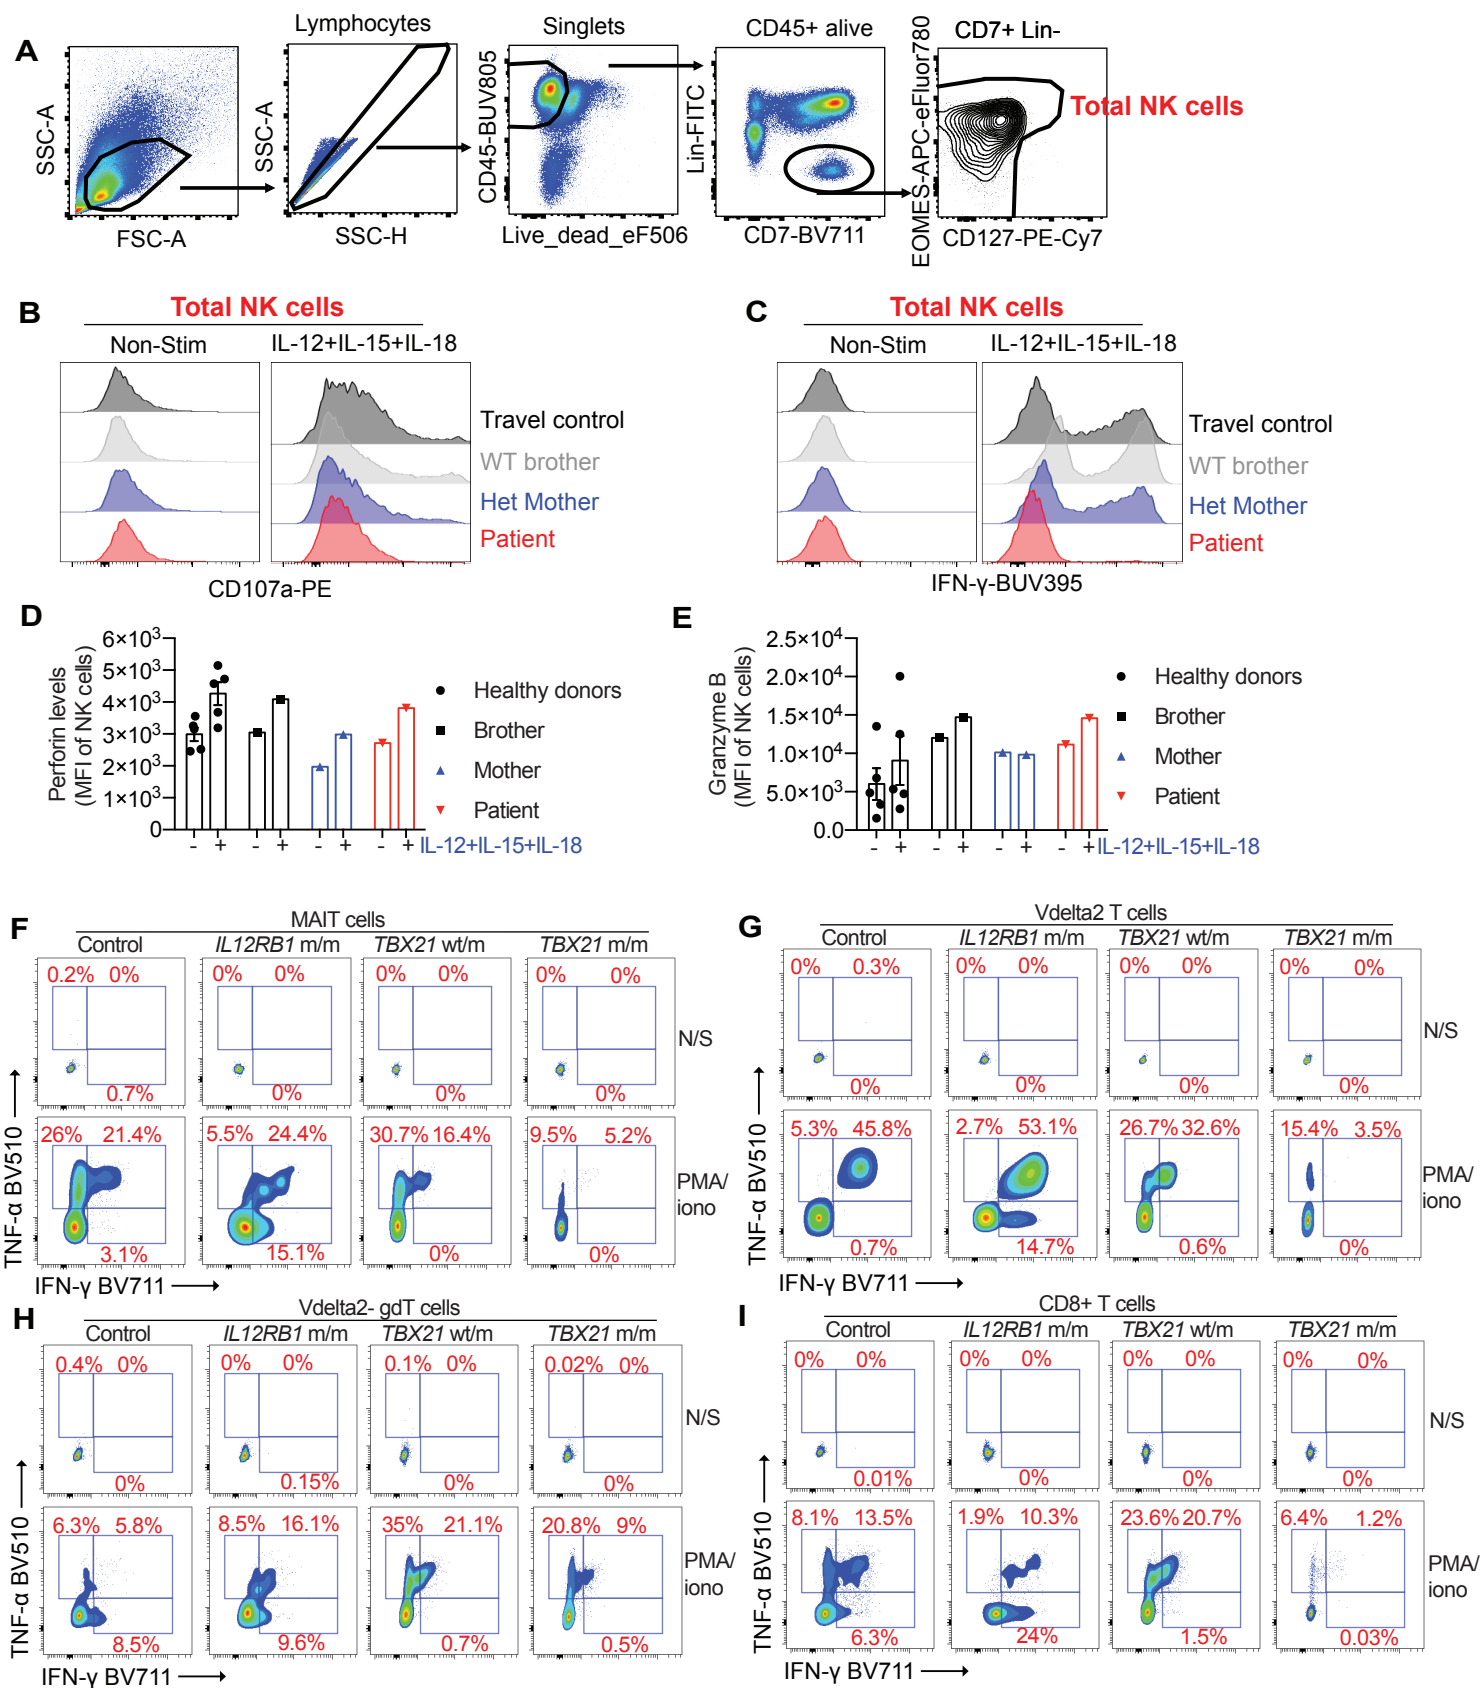 A
Lymphocytes
Singlets
CD45+ alive
CD7+ Lin-
SSC-A
FSC-A
SSC-A
SSC-H
CD45-BUV805
Live_dead_eF506
Lin-FITC
CD7-BV711
EOMES-APC-eFluor780
CD127-PE-Cy7
Total NK cells
B
Total NK cells
Non-Stim
IL-12+IL-15+IL-18
Travel control
WT brother
Het Mother
Patient
CD107a-PE
C
Total NK cells
Non-Stim
IL-12+IL-15+IL-18
Travel control
WT brother
Het Mother
Patient
IFN-γ-BUV395
D
Perforin levels
(MFI of NK cells)
6×10³
5×10³
4×10³
3×10³
2×10³
1×10³
0
- + - + - + - +
IL-12+IL-15+IL-18
Healthy donors
Brother
Mother
Patient
E
Granzyme B
(MFI of NK cells)
2.5×10⁴
2.0×10⁴
1.5×10⁴
1.0×10⁴
5.0×10³
0.0
- + - + - + - +
IL-12+IL-15+IL-18
Healthy donors
Brother
Mother
Patient
F
MAIT cells
Control
IL12RB1 m/m
TBX21 wt/m
TBX21 m/m
0.2% 0%
0% 0%
0% 0%
0% 0%
N/S
0.7%
0%
0%
0%
26% 21.4%
5.5% 24.4%
30.7% 16.4%
9.5% 5.2%
PMA/
iono
3.1%
15.1%
0%
0%
TNF-α BV510
IFN-γ BV711
G
Vdelta2 T cells
Control
IL12RB1 m/m
TBX21 wt/m
TBX21 m/m
0% 0.3%
0% 0%
0% 0%
0% 0%
N/S
0%
0%
0%
0%
5.3% 45.8%
2.7% 53.1%
26.7% 32.6%
15.4% 3.5%
PMA/
iono
0.7%
14.7%
0.6%
0%
TNF-α BV510
IFN-γ BV711
H
Vdelta2- gdT cells
Control
IL12RB1 m/m
TBX21 wt/m
TBX21 m/m
0.4% 0%
0% 0%
0.1% 0%
0.02% 0%
N/S
0%
0.15%
0%
0%
6.3% 5.8%
8.5% 16.1%
35% 21.1%
20.8% 9%
PMA/
iono
8.5%
9.6%
0.7%
0.5%
TNF-α BV510
IFN-γ BV711
I
CD8+ T cells
Control
IL12RB1 m/m
TBX21 wt/m
TBX21 m/m
0% 0%
0% 0%
0% 0%
0% 0%
N/S
0.01%
0%
0%
0%
8.1% 13.5%
1.9% 10.3%
23.6% 20.7%
6.4% 1.2%
PMA/
iono
6.3%
24%
1.5%
0.03%
TNF-α BV510
IFN-γ BV711